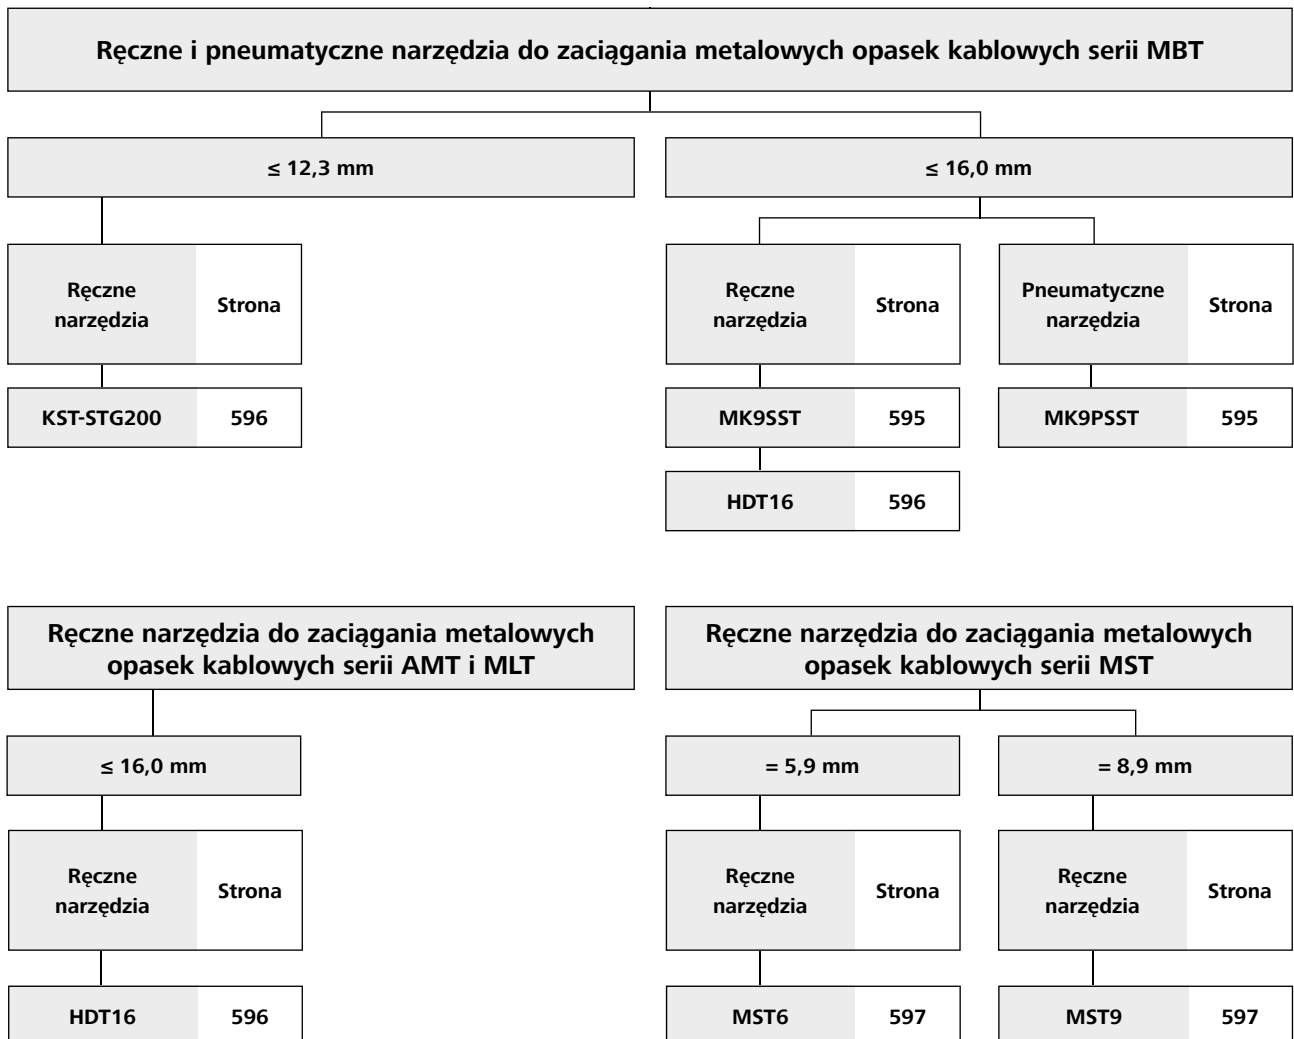 Ręczne i pneumatyczne narzędzia do zaciągania metalowych opasek kablowych serii MBT
≤ 12,3 mm
≤ 16,0 mm
Ręczne
narzędzia
Strona
Ręczne
narzędzia
Strona
Pneumatyczne
narzędzia
Strona
KST-STG200
596
MK9SST
595
MK9PSST
595
HDT16
596
Ręczne narzędzia do zaciągania metalowych
opasek kablowych serii AMT i MLT
Ręczne narzędzia do zaciągania metalowych
opasek kablowych serii MST
≤ 16,0 mm
= 5,9 mm
= 8,9 mm
Ręczne
narzędzia
Strona
Ręczne
narzędzia
Strona
Ręczne
narzędzia
Strona
HDT16
596
MST6
597
MST9
597